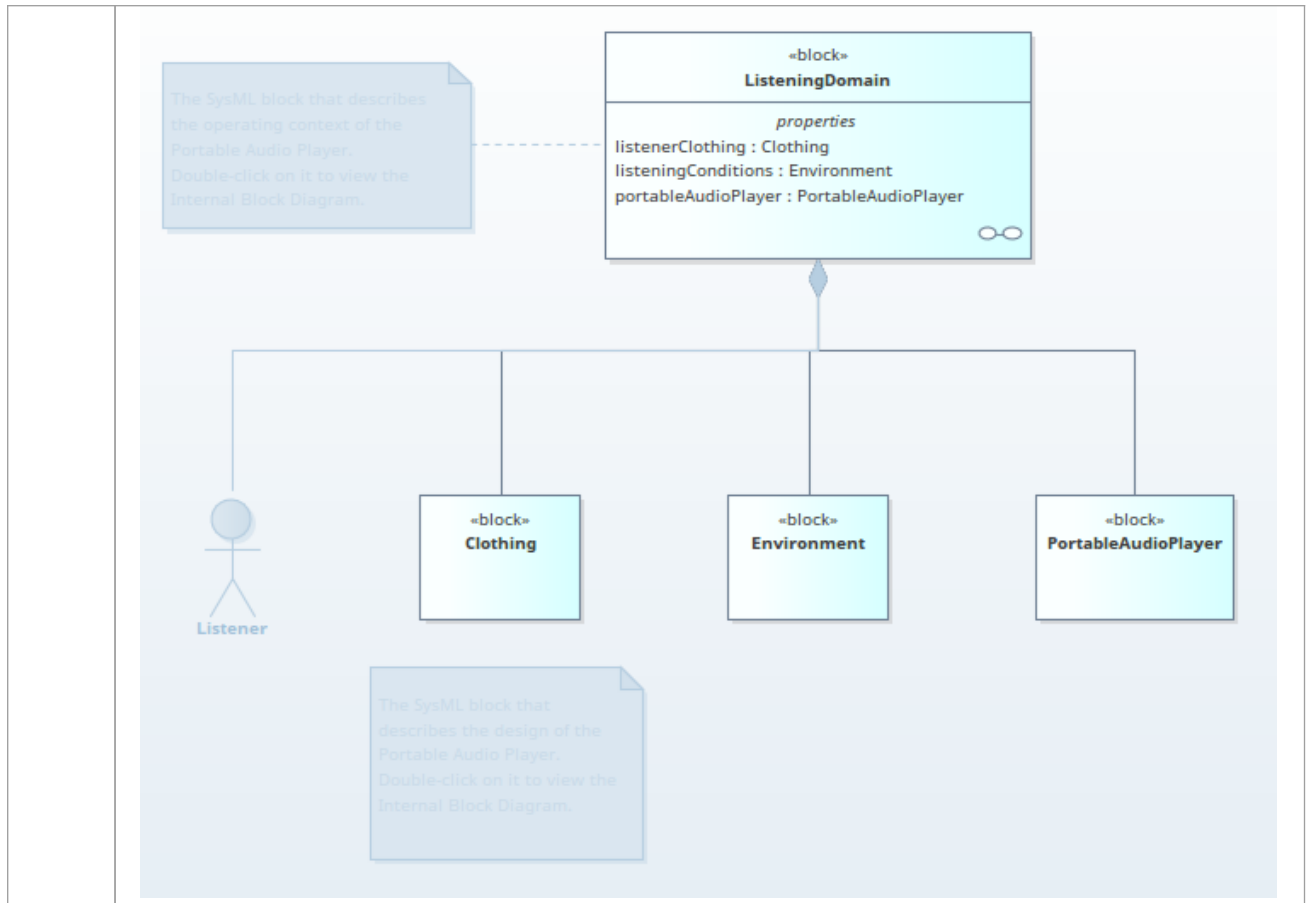 The SysML block that describes
the operating context of the
Portable Audio Player.
Double-click on it to view the
Internal Block Diagram.
«block»
ListeningDomain
properties
listenerClothing : Clothing
listeningConditions : Environment
portableAudioPlayer : PortableAudioPlayer
Listener
«block»
Clothing
«block»
Environment
«block»
PortableAudioPlayer
The SysML block that
describes the design of the
Portable Audio Player.
Double-click on it to view the
Internal Block Diagram.